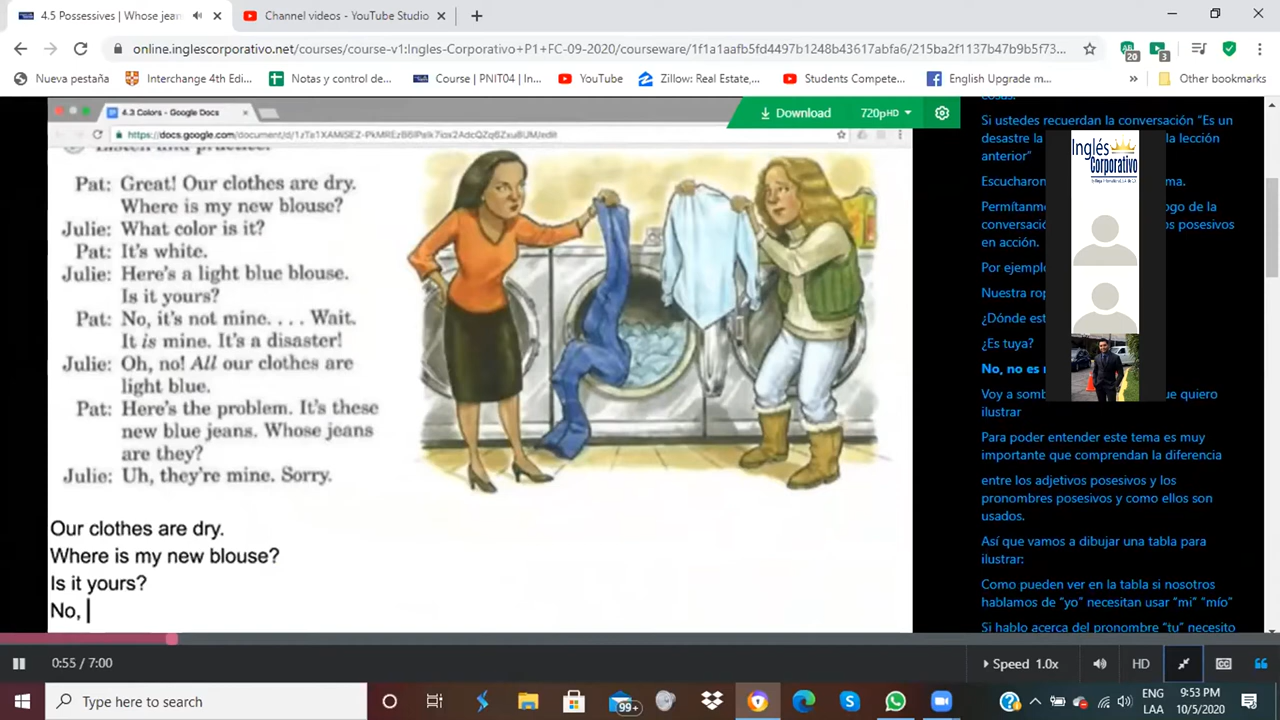 4.5 Possessives | Whose jean
Channel videos - YouTube Studio
online.inglescorporativo.net/courses/course-v1:Ingles-Corporativo+P1+FC-09-2020/courseware/1f1a1aafb5fd4497b1248b43617abfa6/215ba2f1137b47b9b5f73...
20
3
Nueva pestaña
Interchange 4th Edi...
Notas y control de...
Course | PNIT04 | In...
YouTube
Zillow: Real Estate,...
Students Compete...
English Upgrade m...
»
Other bookmarks
4.3 Colors - Google Docs
Download
720pHD
Listen and practice.
Pat: Great! Our clothes are dry.
Where is my new blouse?
Julie: What color is it?
Pat: It's white.
Julie: Here's a light blue blouse.
Is it yours?
Pat: No, it's not mine. . . . Wait.
It is mine. It's a disaster!
Julie: Oh, no! All our clothes are
light blue.
Pat: Here's the problem. It's these
new blue jeans. Whose jeans
are they?
Julie: Uh, they're mine. Sorry.
Our clothes are dry.
Where is my new blouse?
Is it yours?
No,
cosas.
Si ustedes recuerdan la conversación "Es un
desastre la
la lección
anterior"
Escucharon
ma.
Permítanme
ogo de la
conversació
os posesivo
en acción.
Por ejemplo
Nuestra rop
¿Dónde est
¿Es tuya?
No, no es
Voy a somb
que quiero
ilustrar
Para poder entender este tema es muy
importante que comprendan la diferencia
entre los adjetivos posesivos y los
pronombres posesivos y como ellos son
usados.
Así que vamos a dibujar una tabla para
ilustrar:
Como pueden ver en la tabla si nosotros
hablamos de "yo" necesitan usar "mi" "mío"
Si hablo acerca del pronombre "tu" necesito
Inglés
Corporativo
0:55 / 7:00
Speed 1.0x
HD
Type here to search
99+
ENG
LAA
9:53 PM
10/5/2020